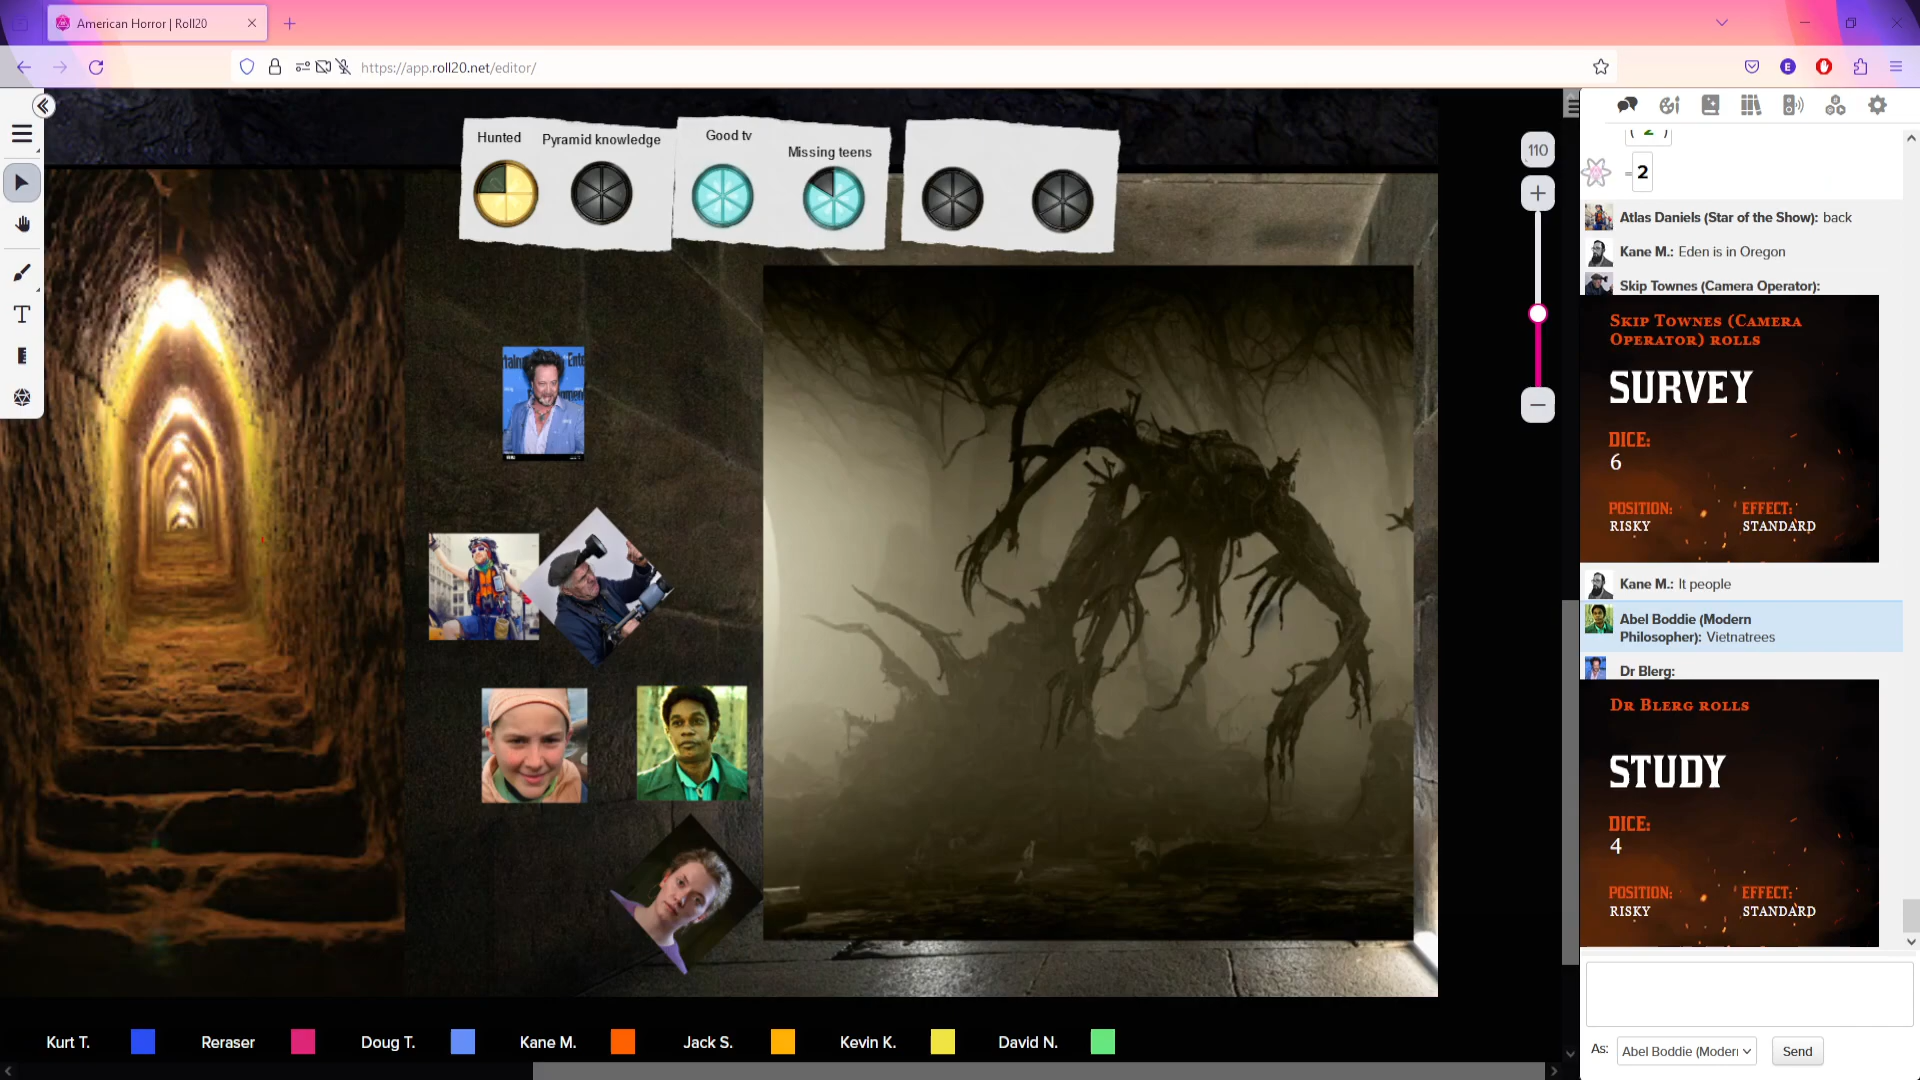 American Horror | Roll20
https://app.roll20.net/editor/
E
Hunted
Pyramid knowledge
Good tv
Missing teens
110
( 2 )
= 2
Atlas Daniels (Star of the Show): back
Kane M.: Eden is in Oregon
Skip Townes (Camera Operator):
Skip Townes (Camera
Operator) rolls
SURVEY
DICE:
6
POSITION: EFFECT:
RISKY STANDARD
Kane M.: It people
Abel Boddie (Modern
Philosopher): Vietnatrees
Dr Blerg:
Dr Blerg rolls
STUDY
DICE:
4
POSITION: EFFECT:
RISKY STANDARD
Kurt T. Reraser Doug T. Kane M. Jack S. Kevin K. David N.
As: Abel Boddie (Moder Send